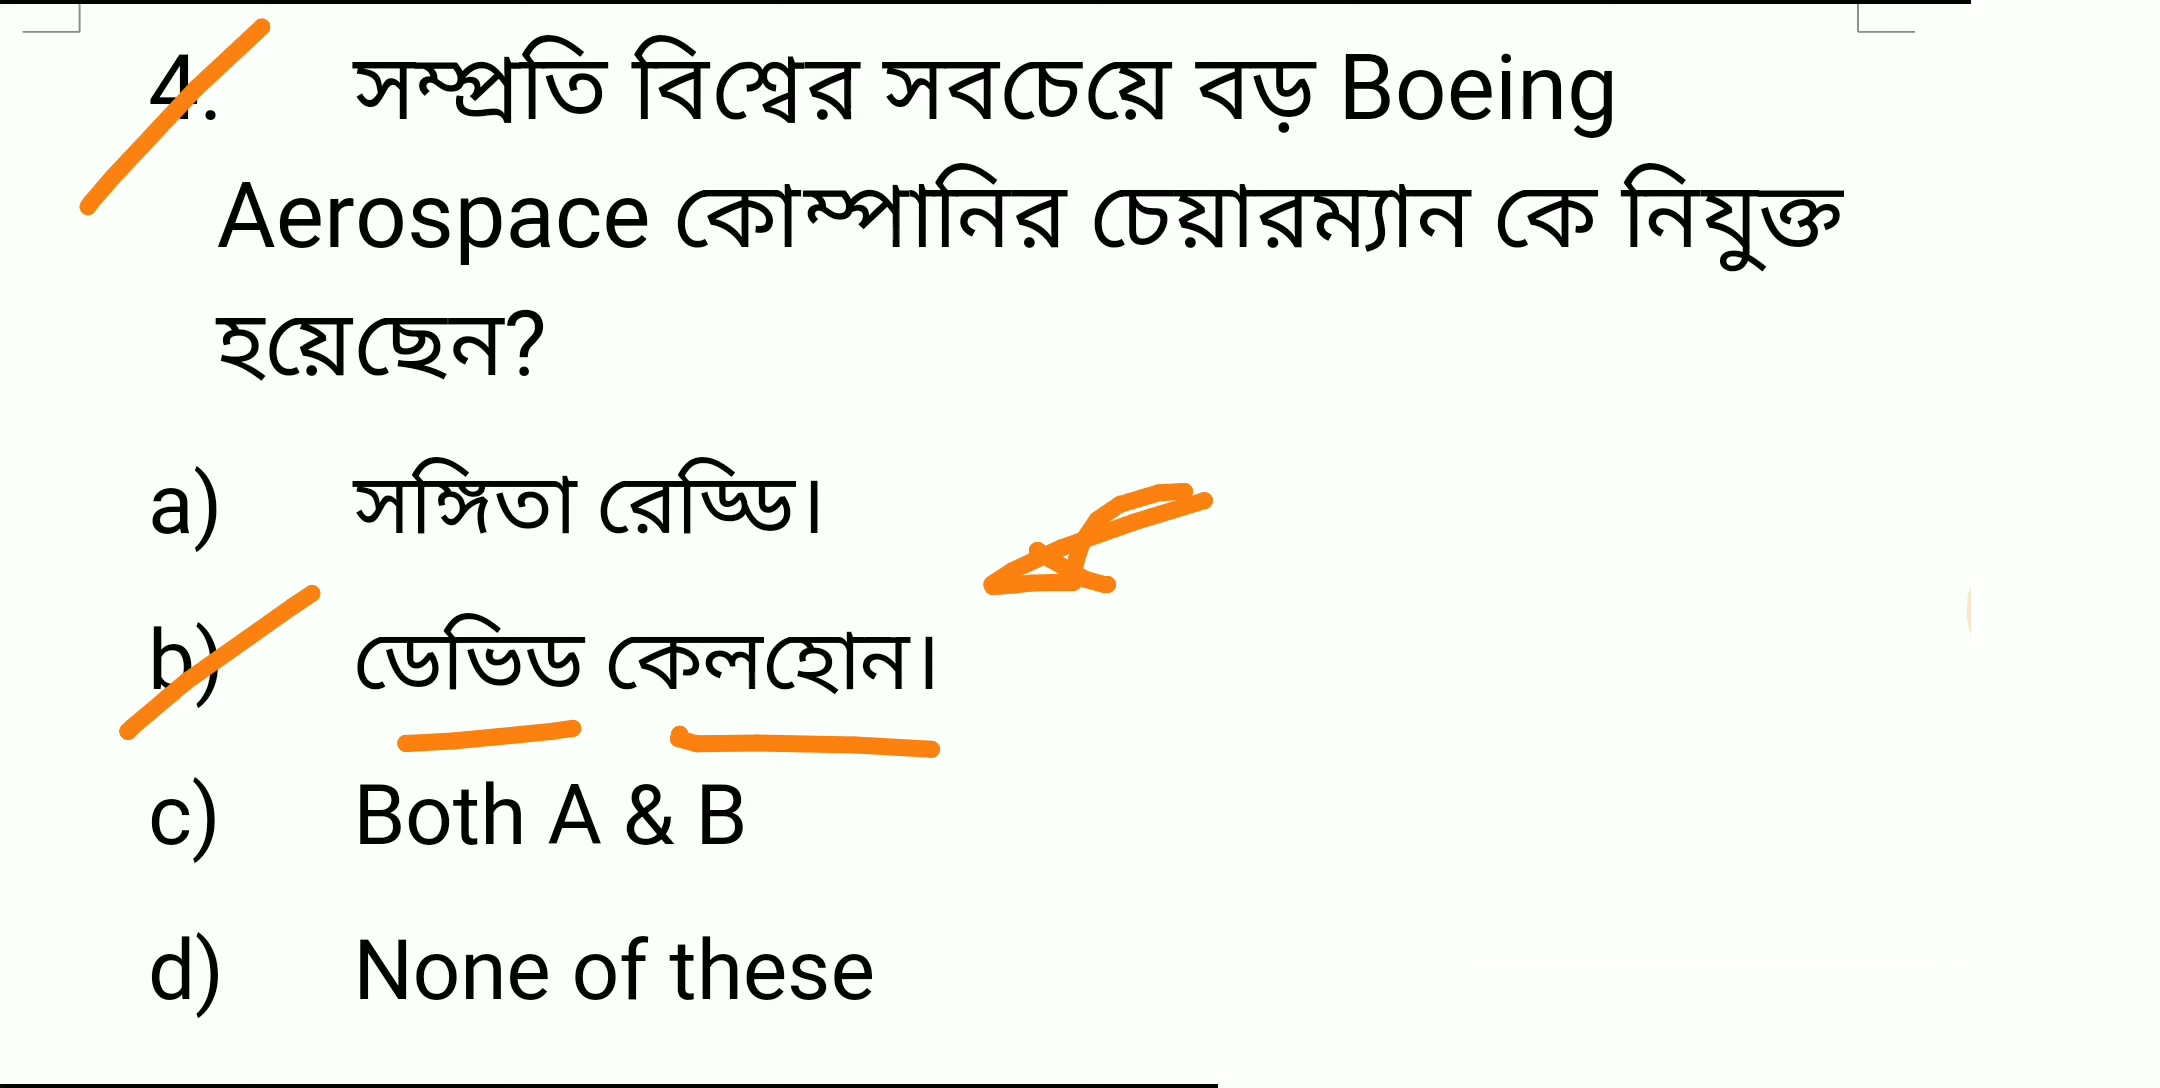 4. সম্প্রতি বিশ্বের সবচেয়ে বড় Boeing
Aerospace কোম্পানির চেয়ারম্যান কে নিযুক্ত
হয়েছেন?
a) সঙ্গিতা রেড্ডি।
b) ডেভিড কেলহোন।
c) Both A & B
d) None of these